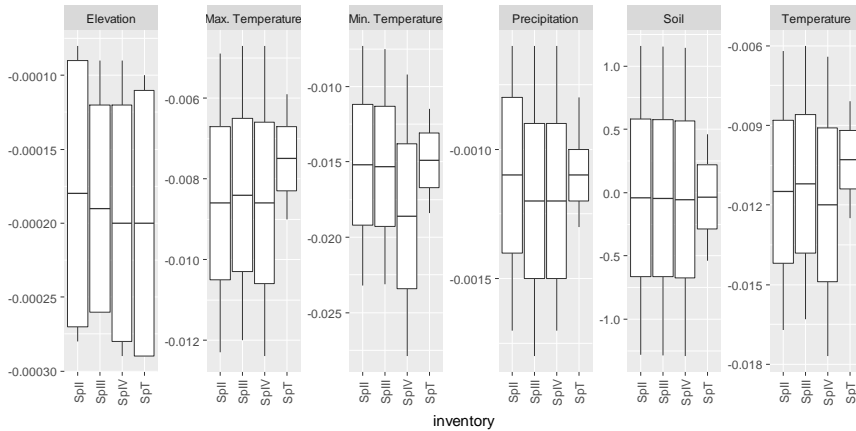 Elevation
Max. Temperature
Min. Temperature
Precipitation
Soil
Temperature
-0.00010
-0.00015
-0.00020
-0.00025
-0.00030
-0.006
-0.008
-0.010
-0.012
-0.010
-0.015
-0.020
-0.025
-0.0010
-0.0015
1.0
0.5
0.0
-0.5
-1.0
-0.006
-0.009
-0.012
-0.015
-0.018
SpII
SpIII
SpIV
SpT
SpII
SpIII
SpIV
SpT
SpII
SpIII
SpIV
SpT
SpII
SpIII
SpIV
SpT
SpII
SpIII
SpIV
SpT
SpII
SpIII
SpIV
SpT
inventory